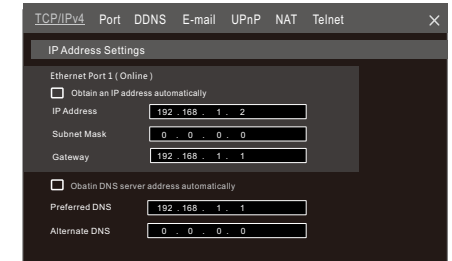 TCP/IPv4 Port DDNS E-mail UPnP NAT Telnet
IP Address Settings
Ethernet Port 1 ( Online )
Obtain an IP address automatically
IP Address 192 . 168 . 1 . 2
Subnet Mask 0 . 0 . 0 . 0
Gateway 192 . 168 . 1 . 1
Obatin DNS server address automatically
Preferred DNS 192 . 168 . 1 . 1
Alternate DNS 0 . 0 . 0 . 0